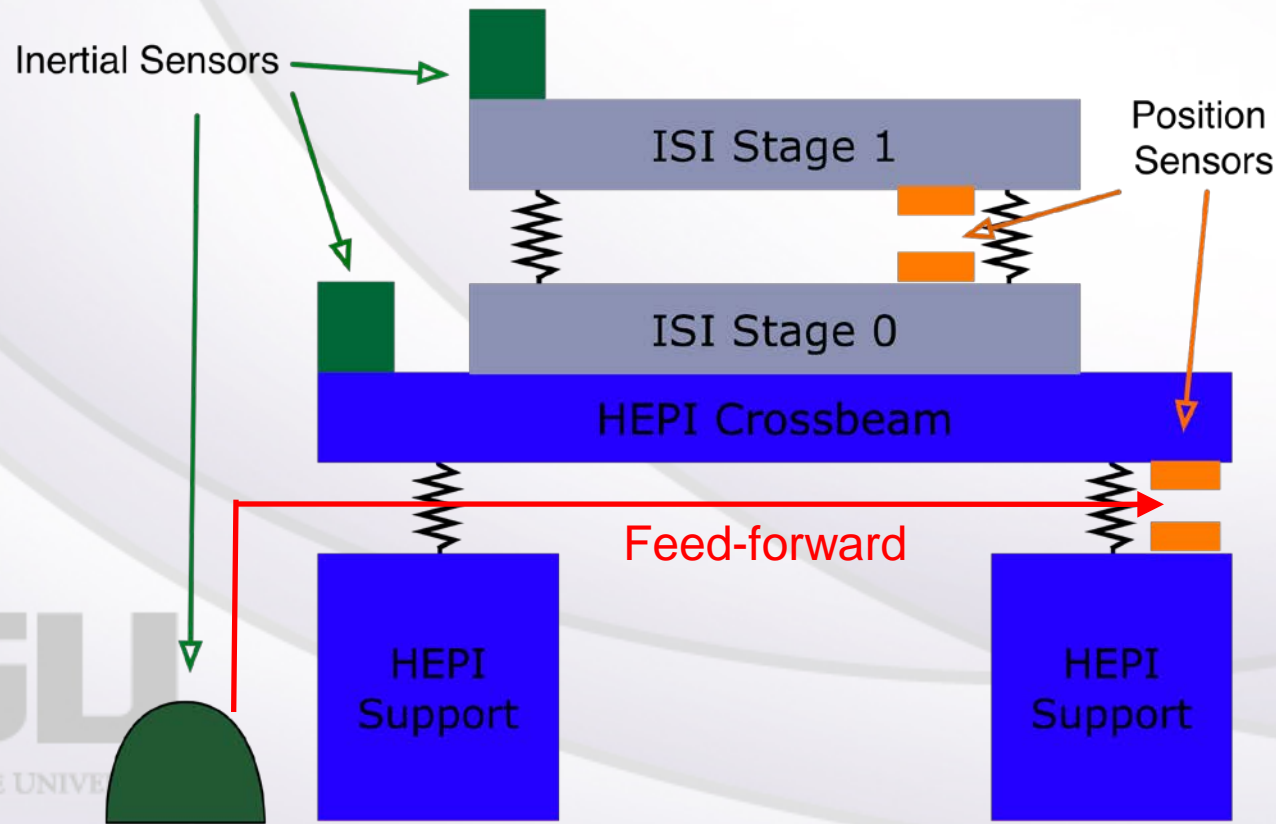 Inertial Sensors
Position
Sensors
ISI Stage 1
ISI Stage 0
HEPI Crossbeam
Feed-forward
HEPI
Support
HEPI
Support